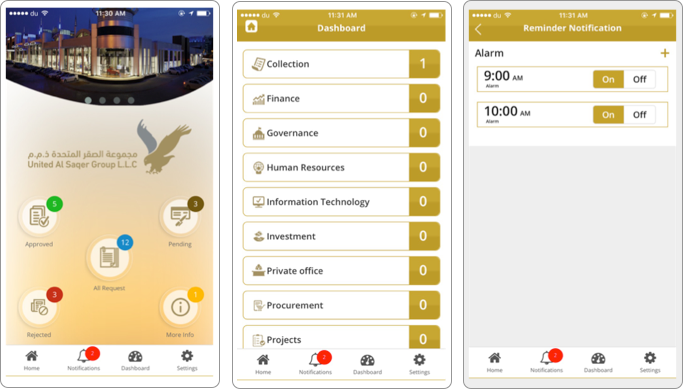 du
11:30 AM
مجموعة الصقر المتحدة ذ.م.م
United Al Saqer Group L.L.C
5
Approved
3
Pending
12
All Request
3
Rejected
1
More Info
2
Home
Notifications
Dashboard
Settings
du
11:31 AM
Dashboard
Collection 1
Finance 0
Governance 0
Human Resources 0
Information Technology 0
Investment 0
Private office 0
Procurement 0
Projects 0
2
Home
Notifications
Dashboard
Settings
du
11:31 AM
Reminder Notification
Alarm +
9:00 AM On Off
Alarm
10:00 AM On Off
Alarm
2
Home
Notifications
Dashboard
Settings